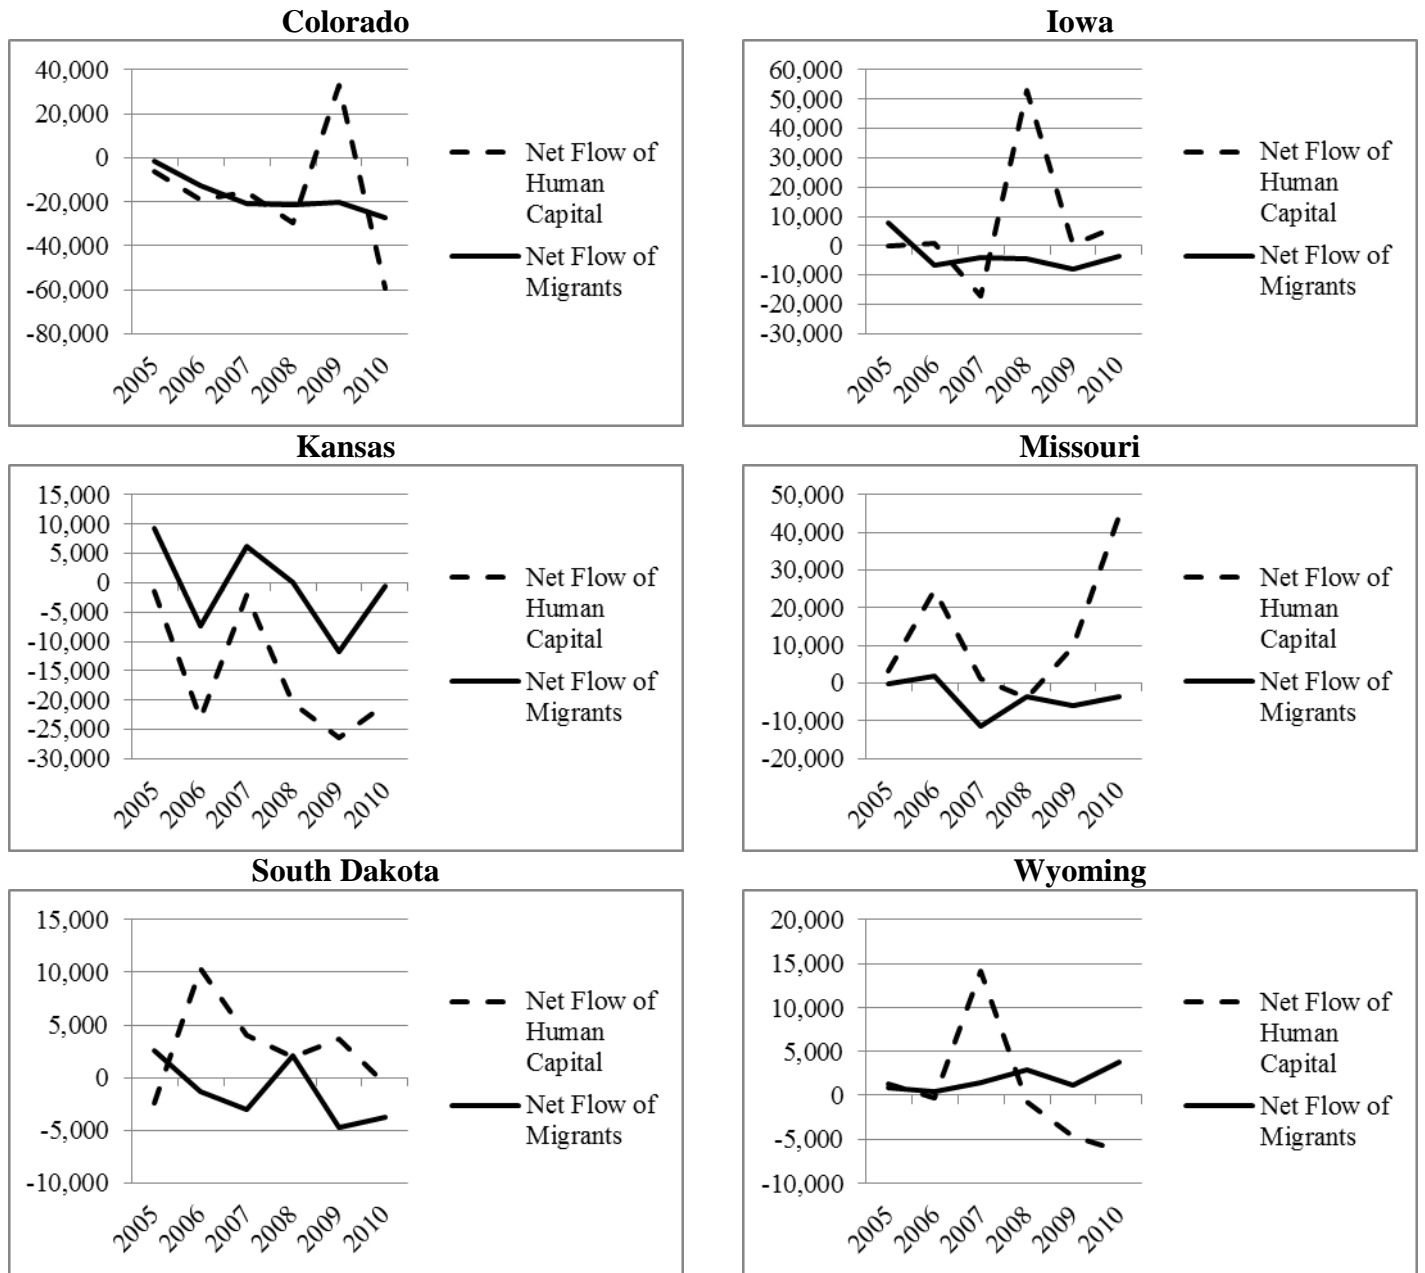 Colorado
40,000
20,000
0
-20,000
-40,000
-60,000
-80,000
2005
2006
2007
2008
2009
2010
Net Flow of
Human
Capital
Net Flow of
Migrants
Iowa
60,000
50,000
40,000
30,000
20,000
10,000
0
-10,000
-20,000
-30,000
2005
2006
2007
2008
2009
2010
Net Flow of
Human
Capital
Net Flow of
Migrants
Kansas
15,000
10,000
5,000
0
-5,000
-10,000
-15,000
-20,000
-25,000
-30,000
2005
2006
2007
2008
2009
2010
Net Flow of
Human
Capital
Net Flow of
Migrants
Missouri
50,000
40,000
30,000
20,000
10,000
0
-10,000
-20,000
2005
2006
2007
2008
2009
2010
Net Flow of
Human
Capital
Net Flow of
Migrants
South Dakota
15,000
10,000
5,000
0
-5,000
-10,000
2005
2006
2007
2008
2009
2010
Net Flow of
Human
Capital
Net Flow of
Migrants
Wyoming
20,000
15,000
10,000
5,000
0
-5,000
-10,000
2005
2006
2007
2008
2009
2010
Net Flow of
Human
Capital
Net Flow of
Migrants